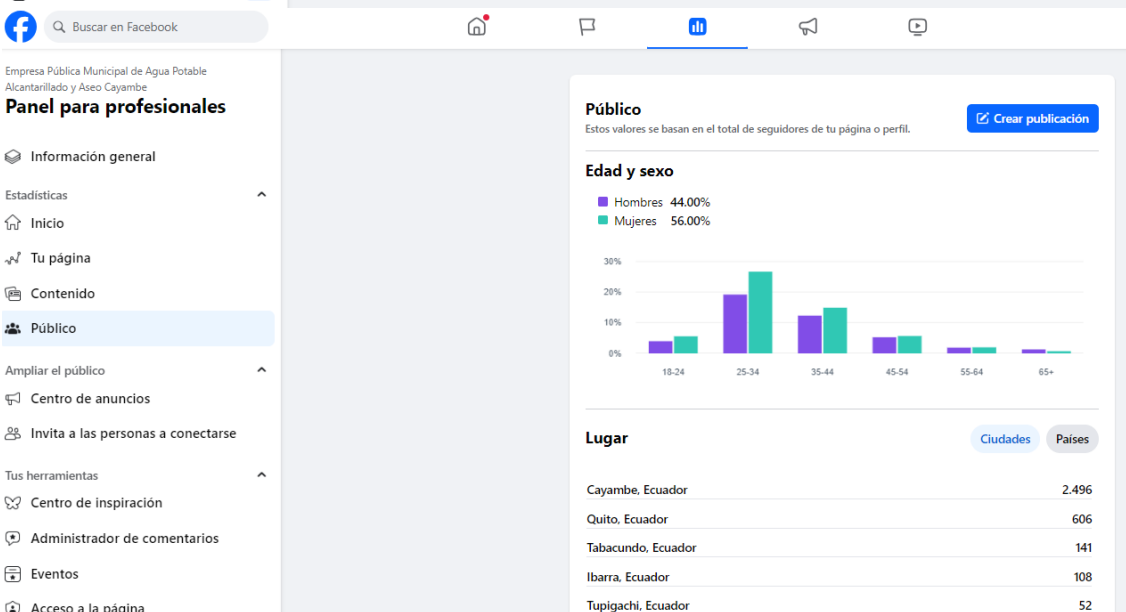 Buscar en Facebook
Empresa Pública Municipal de Agua Potable
Alcantarillado y Aseo Cayambe
Panel para profesionales
Información general
Estadísticas
Inicio
Tu página
Contenido
Público
Ampliar el público
Centro de anuncios
Invita a las personas a conectarse
Tus herramientas
Centro de inspiración
Administrador de comentarios
Eventos
Acceso a la página
Público
Estos valores se basan en el total de seguidores de tu página o perfil.
Crear publicación
Edad y sexo
Hombres 44.00%
Mujeres 56.00%
30%
20%
10%
0%
18-24 25-34 35-44 45-54 55-64 65+
Lugar
Ciudades Países
Cayambe, Ecuador 2.496
Quito, Ecuador 606
Tabacundo, Ecuador 141
Ibarra, Ecuador 108
Tupigachi, Ecuador 52